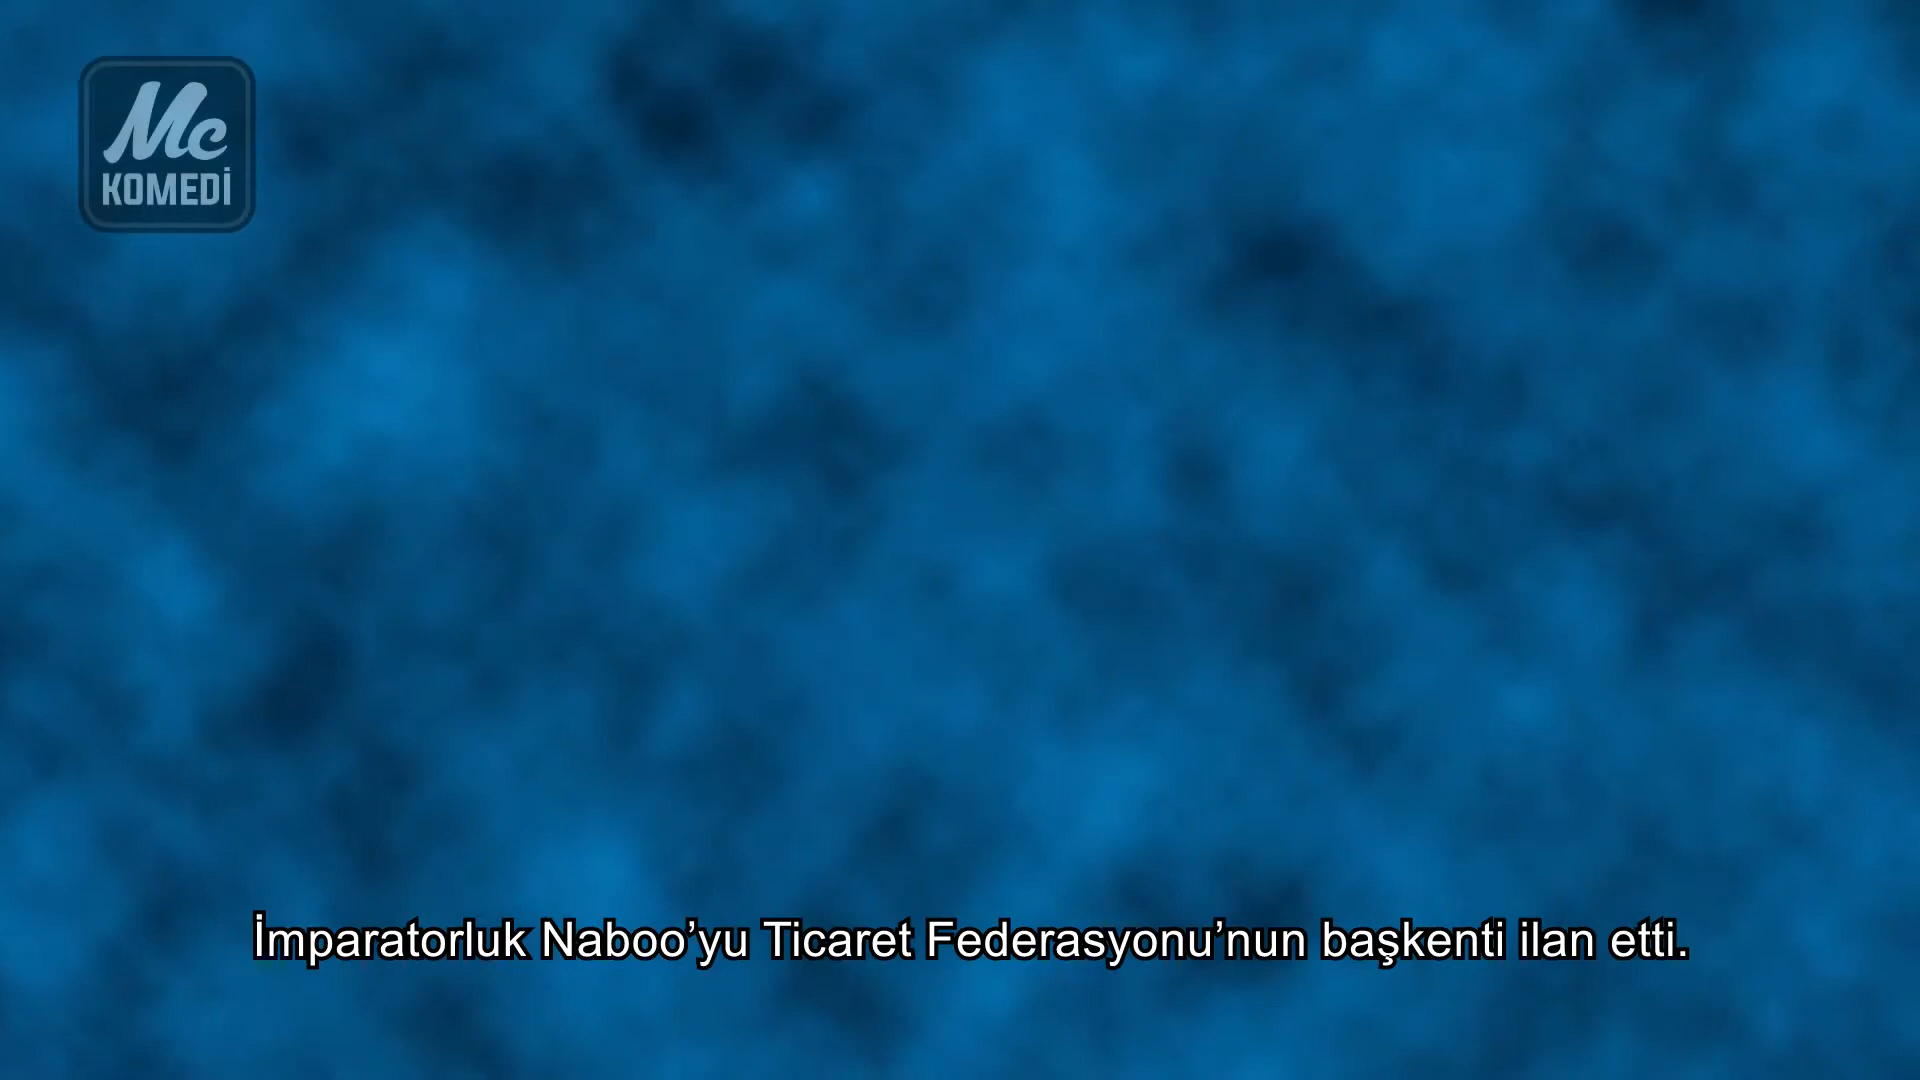 Mc
KOMEDİ
İmparatorluk Naboo’yu Ticaret Federasyonu’nun başkenti ilan etti.